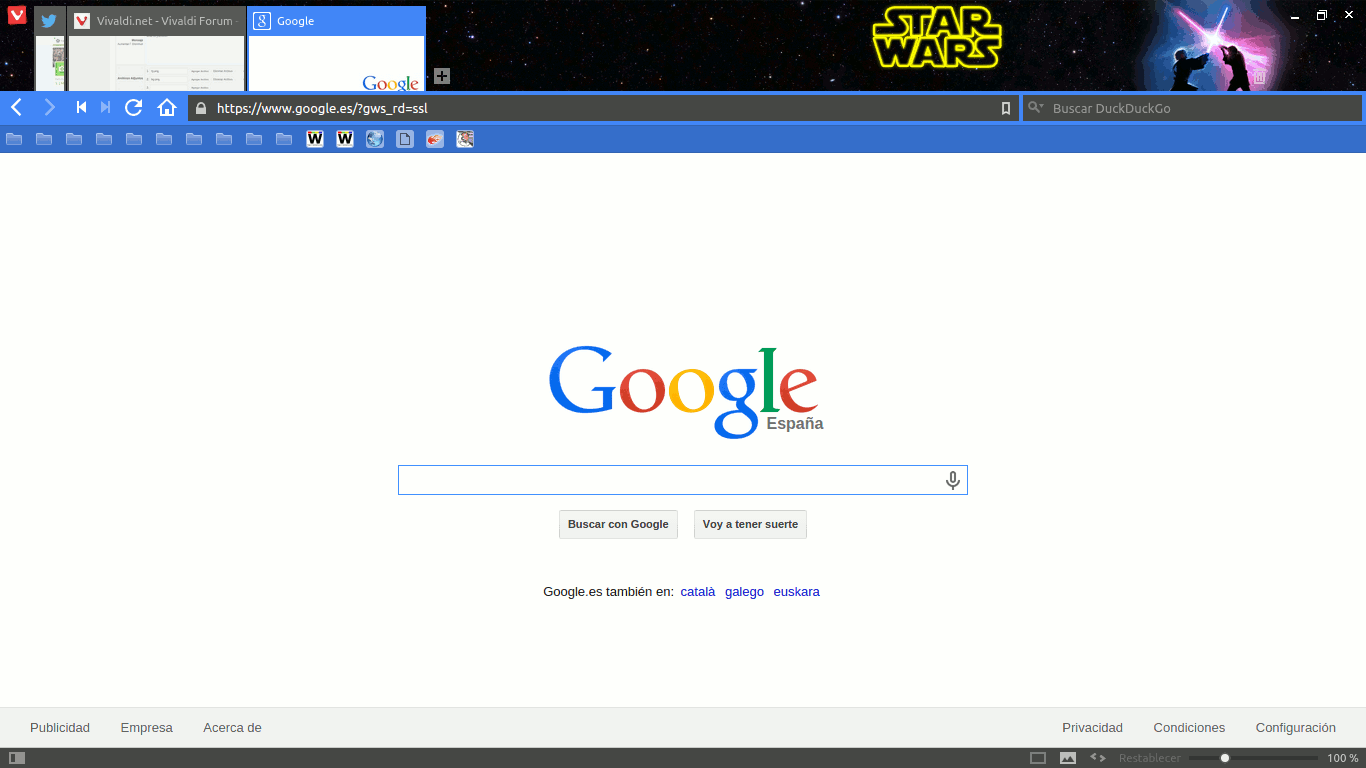 Vivaldi.net - Vivaldi Forum -
Google
STAR
WARS
Google
https://www.google.es/?gws_rd=ssl
Buscar DuckDuckGo
W
W
Google
España
Buscar con Google
Voy a tener suerte
Google.es también en: català galego euskara
Publicidad Empresa Acerca de
Privacidad Condiciones Configuración
Restablecer 100 %